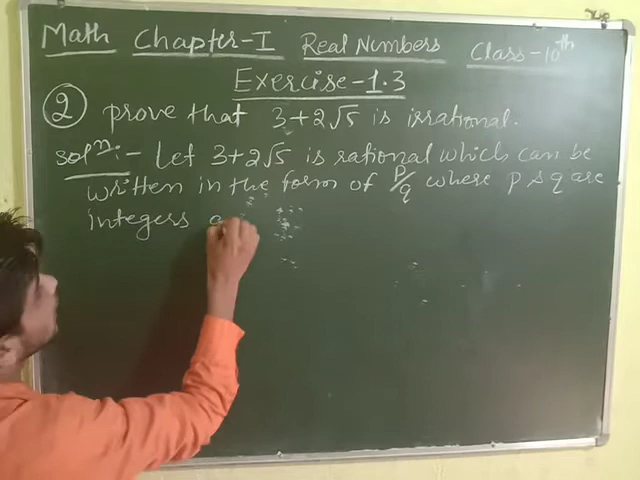 Math Chapter-I Real Numbers Class-10th
Exercise-1.3
② prove that 3+2√5 is irrational.
Solⁿ:- Let 3+2√5 is rational which can be
written in the form of p/q where p & q are
integers